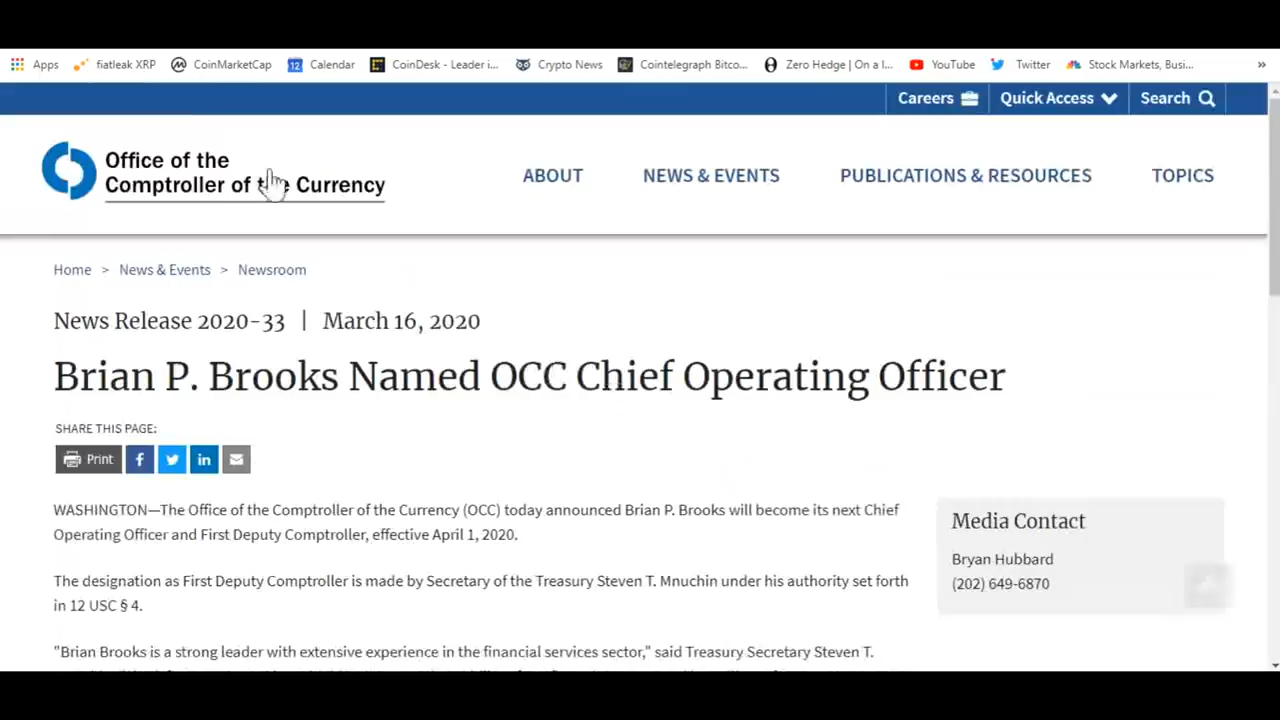 Apps fiatleak XRP CoinMarketCap Calendar CoinDesk - Leader i... Crypto News Cointelegraph Bitco... Zero Hedge | On a l... YouTube Twitter Stock Markets, Busi... »
Careers Quick Access Search
Office of the
Comptroller of the Currency
ABOUT NEWS & EVENTS PUBLICATIONS & RESOURCES TOPICS
Home > News & Events > Newsroom
News Release 2020-33 | March 16, 2020
Brian P. Brooks Named OCC Chief Operating Officer
SHARE THIS PAGE:
Print
WASHINGTON—The Office of the Comptroller of the Currency (OCC) today announced Brian P. Brooks will become its next Chief
Operating Officer and First Deputy Comptroller, effective April 1, 2020.
The designation as First Deputy Comptroller is made by Secretary of the Treasury Steven T. Mnuchin under his authority set forth
in 12 USC § 4.
"Brian Brooks is a strong leader with extensive experience in the financial services sector," said Treasury Secretary Steven T.
Media Contact
Bryan Hubbard
(202) 649-6870